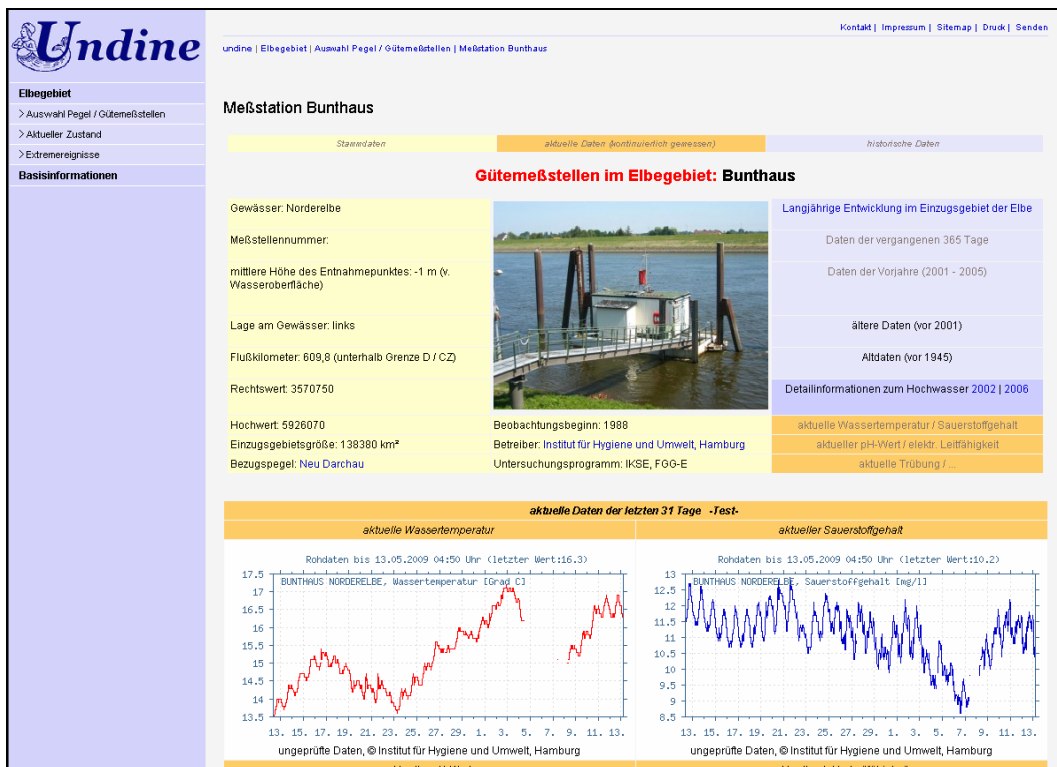 Undine
Kontakt | Impressum | Sitemap | Druck | Senden
undine | Elbegebiet | Auswahl Pegel / Gütemeßstellen | Meßstation Bunthaus
Elbegebiet
> Auswahl Pegel / Gütemeßstellen
> Aktueller Zustand
> Extremereignisse
Basisinformationen
Meßstation Bunthaus
Stammdaten
aktuelle Daten (kontinuierlich gemessen)
historische Daten
Gütemeßstellen im Elbegebiet: Bunthaus
Gewässer: Norderelbe
Meßstellennummer:
mittlere Höhe des Entnahmepunktes: -1 m (v.
Wasseroberfläche)
Lage am Gewässer: links
Flußkilometer: 609,8 (unterhalb Grenze D / CZ)
Rechtswert: 3570750
Langjährige Entwicklung im Einzugsgebiet der Elbe
Daten der vergangenen 365 Tage
Daten der Vorjahre (2001 - 2005)
ältere Daten (vor 2001)
Altdaten (vor 1945)
Detailinformationen zum Hochwasser 2002 | 2006
Hochwert: 5926070
Beobachtungsbeginn: 1988
aktuelle Wassertemperatur / Sauerstoffgehalt
Einzugsgebietsgröße: 138380 km²
Betreiber: Institut für Hygiene und Umwelt, Hamburg
aktueller pH-Wert / elektr. Leitfähigkeit
Bezugspegel: Neu Darchau
Untersuchungsprogramm: IKSE, FGG-E
aktuelle Trübung / ...
aktuelle Daten der letzten 31 Tage -Test-
aktuelle Wassertemperatur
aktueller Sauerstoffgehalt
Rohdaten bis 13.05.2009 04:50 Uhr (letzter Wert:16.3)
BUNTHAUS NORDERELBE, Wassertemperatur [Grad C]
17.5
17
16.5
16
15.5
15
14.5
14
13.5
13. 15. 17. 19. 21. 23. 25. 27. 29. 1. 3. 5. 7. 9. 11. 13.
ungeprüfte Daten, © Institut für Hygiene und Umwelt, Hamburg
Rohdaten bis 13.05.2009 04:50 Uhr (letzter Wert:10.2)
BUNTHAUS NORDERELBE, Sauerstoffgehalt [mg/l]
13
12.5
12
11.5
11
10.5
10
9.5
9
8.5
13. 15. 17. 19. 21. 23. 25. 27. 29. 1. 3. 5. 7. 9. 11. 13.
ungeprüfte Daten, © Institut für Hygiene und Umwelt, Hamburg